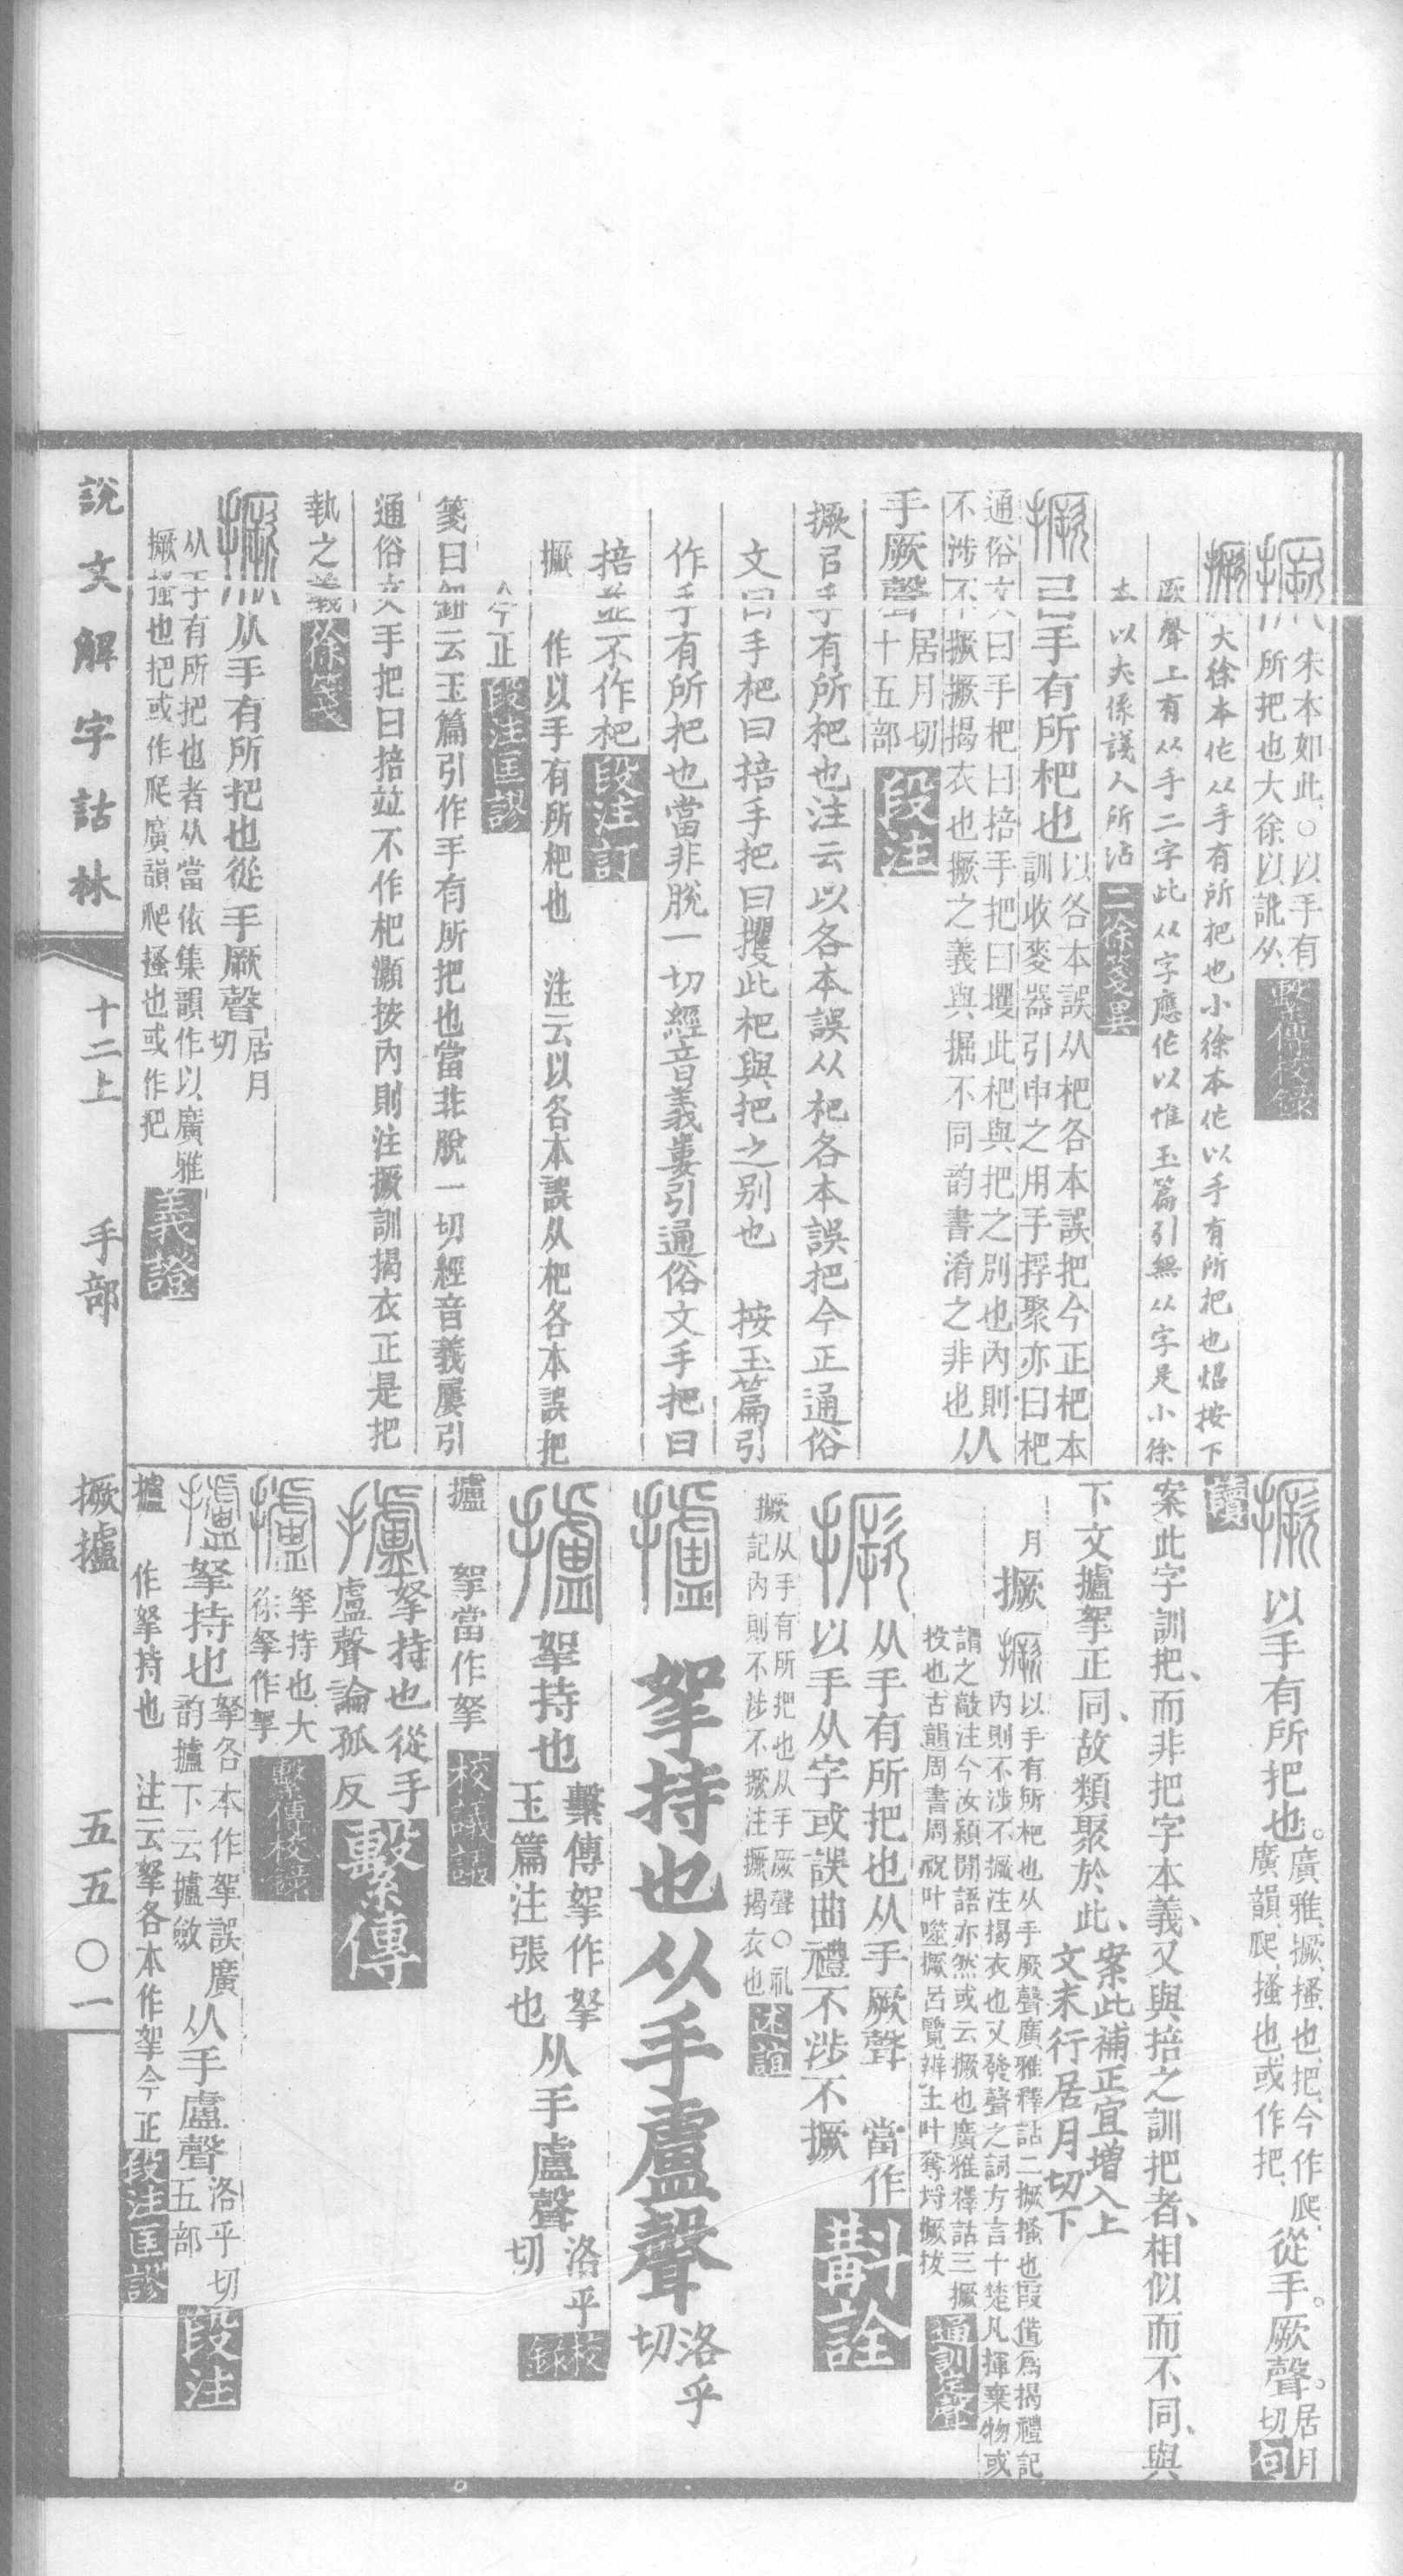 朱本如此○以手有
所把也大徐以訛从 繫傳校錄
大徐本作从手有所把也小徐本作以手有所把也㷖按下
厥聲上有从手二字此从字應作以惟玉篇引無从字是小徐
本以夫係議人所沾 二徐箋異
㠯手有所杷也
以各本誤从杷各本誤把今正杷本
訓收麥器引申之用手捊聚亦曰杷
通俗文曰手杷曰掊手把曰攫此杷與把之別也內則
不涉不撅撅揭衣也撅之義與掘不同韵書淆之非也 从
手厥聲 居月切十五部 段注
撅㠯手有所杷也注云以各本誤从杷各本誤把今正通俗
文曰手杷曰掊手把曰攫此杷與把之别也 按玉篇引
作手有所把也當非脫一切經音義婁引通俗文手把曰
掊並不作杷 段注訂
撅 作以手有所杷也 注云以各本誤从杷各本誤把
今正 段注匡謬
箋曰鈕云玉篇引作手有所把也當非脫一切經音義屢引
通俗文手把曰掊竝不作杷灝按內則注撅訓揭衣正是把
執之義 徐箋
从手有所把也從手厥聲 居月切
从手有所把也者从當依集韻作以廣雅
撅搔也把或作爬廣韻爬搔也或作把 義證
以手有所把也。
廣雅、撅、搔也、把、今作爬、
廣韻、爬、搔也、或作把、
從手。厥聲。居月切 句
讀
案此字訓把、而非把字本義、又與掊之訓把者、相似而不同、與
下文攎挐正同、故類聚於此、
案此補正宜增入上
文末行居月切下
月 撅
以手有所杷也从手厥聲廣雅釋詁二撅搔也叚借爲揭禮記
內則不涉不撅注揭衣也又發聲之詞方言十楚凡揮棄物或
謂之敲注今汝潁閒語亦然或云撅也廣雅釋詁三撅
投也古韻周書周祝叶噬撅呂覽辨土叶奪埒撅拔 通訓定聲
从手有所把也从手厥聲 當作
以手从字或誤曲禮不涉不撅 斠詮
撅从手有所把也从手厥聲○礼
記內則不涉不撅注撅揭衣也 述誼
挐持也从手盧聲 洛乎切
挐持也
繫傳挐作拏
玉篇注張也
从手盧聲 洛乎切 校錄
攎 挐當作拏 校議議
拏持也從手
盧聲論孤反 繫傳
拏持也、大
徐拏作挐 繫傳校錄
拏持也
拏各本作挐誤廣
韵攎下云攎斂
从手盧聲 洛乎切五部 段注
攎 作拏持也 注云拏各本作挐今正 段注匡謬
說文解字詁林
十二上 手部 撅攎 五五〇一